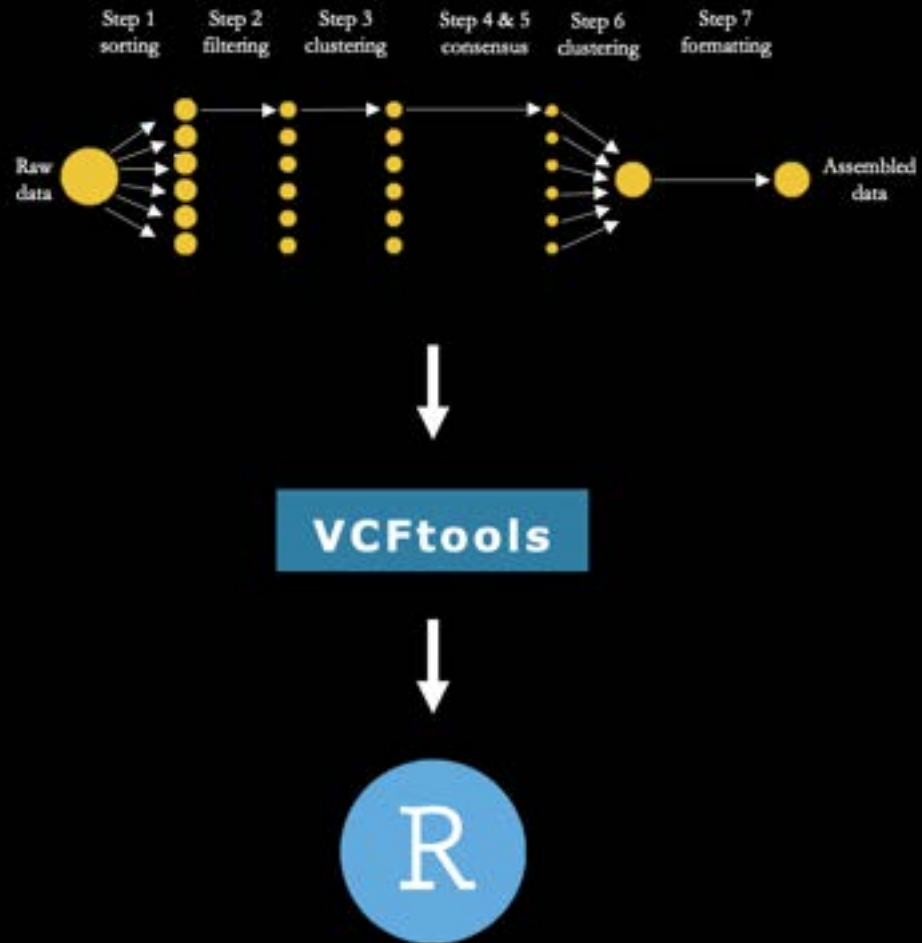 Step 1
sorting
Step 2
filtering
Step 3
clustering
Step 4 & 5
consensus
Step 6
clustering
Step 7
formatting
Raw
data
Assembled
data
VCFtools
R